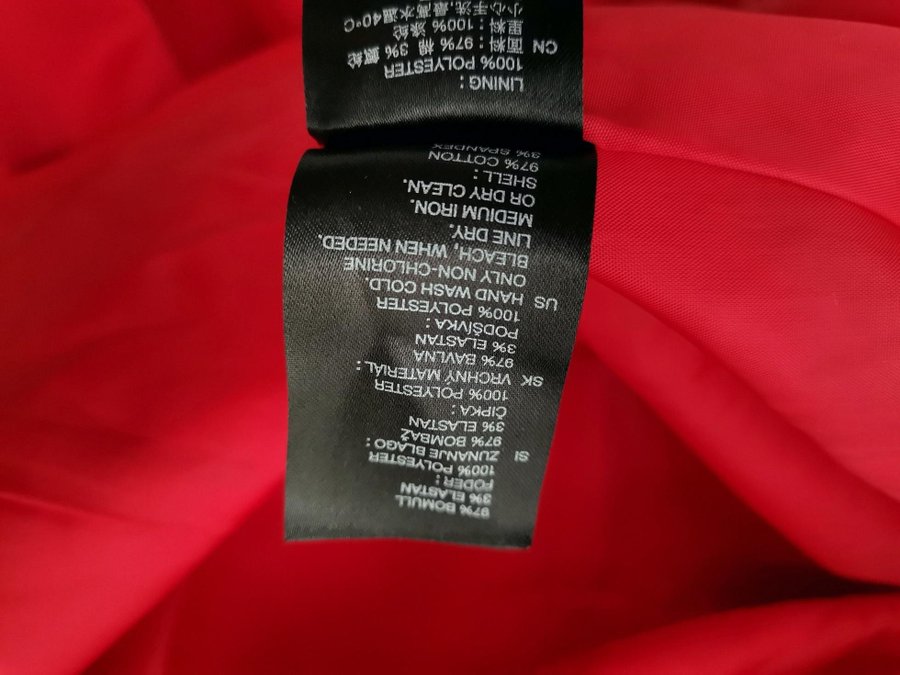 97% BOMULL
3% ELASTAN
FODER:
100% POLYESTER
SI ZUNANJE BLAGO:
97% BOMBAŽ
3% ELASTAN
ČIPKA:
100% POLYESTER
SK VRCHNÝ MATERIÁL:
97% BAVLNA
3% ELASTAN
PODŠÍVKA:
100% POLYESTER
US HAND WASH COLD.
ONLY NON-CHLORINE
BLEACH, WHEN NEEDED.
LINE DRY.
MEDIUM IRON.
OR DRY CLEAN.
SHELL:
97% COTTON
3% SPANDEX
LINING:
100% POLYESTER
CN 面料: 97% 棉 3% 氨纶
里料: 100% 涤纶
小心手洗,最高水温40°C